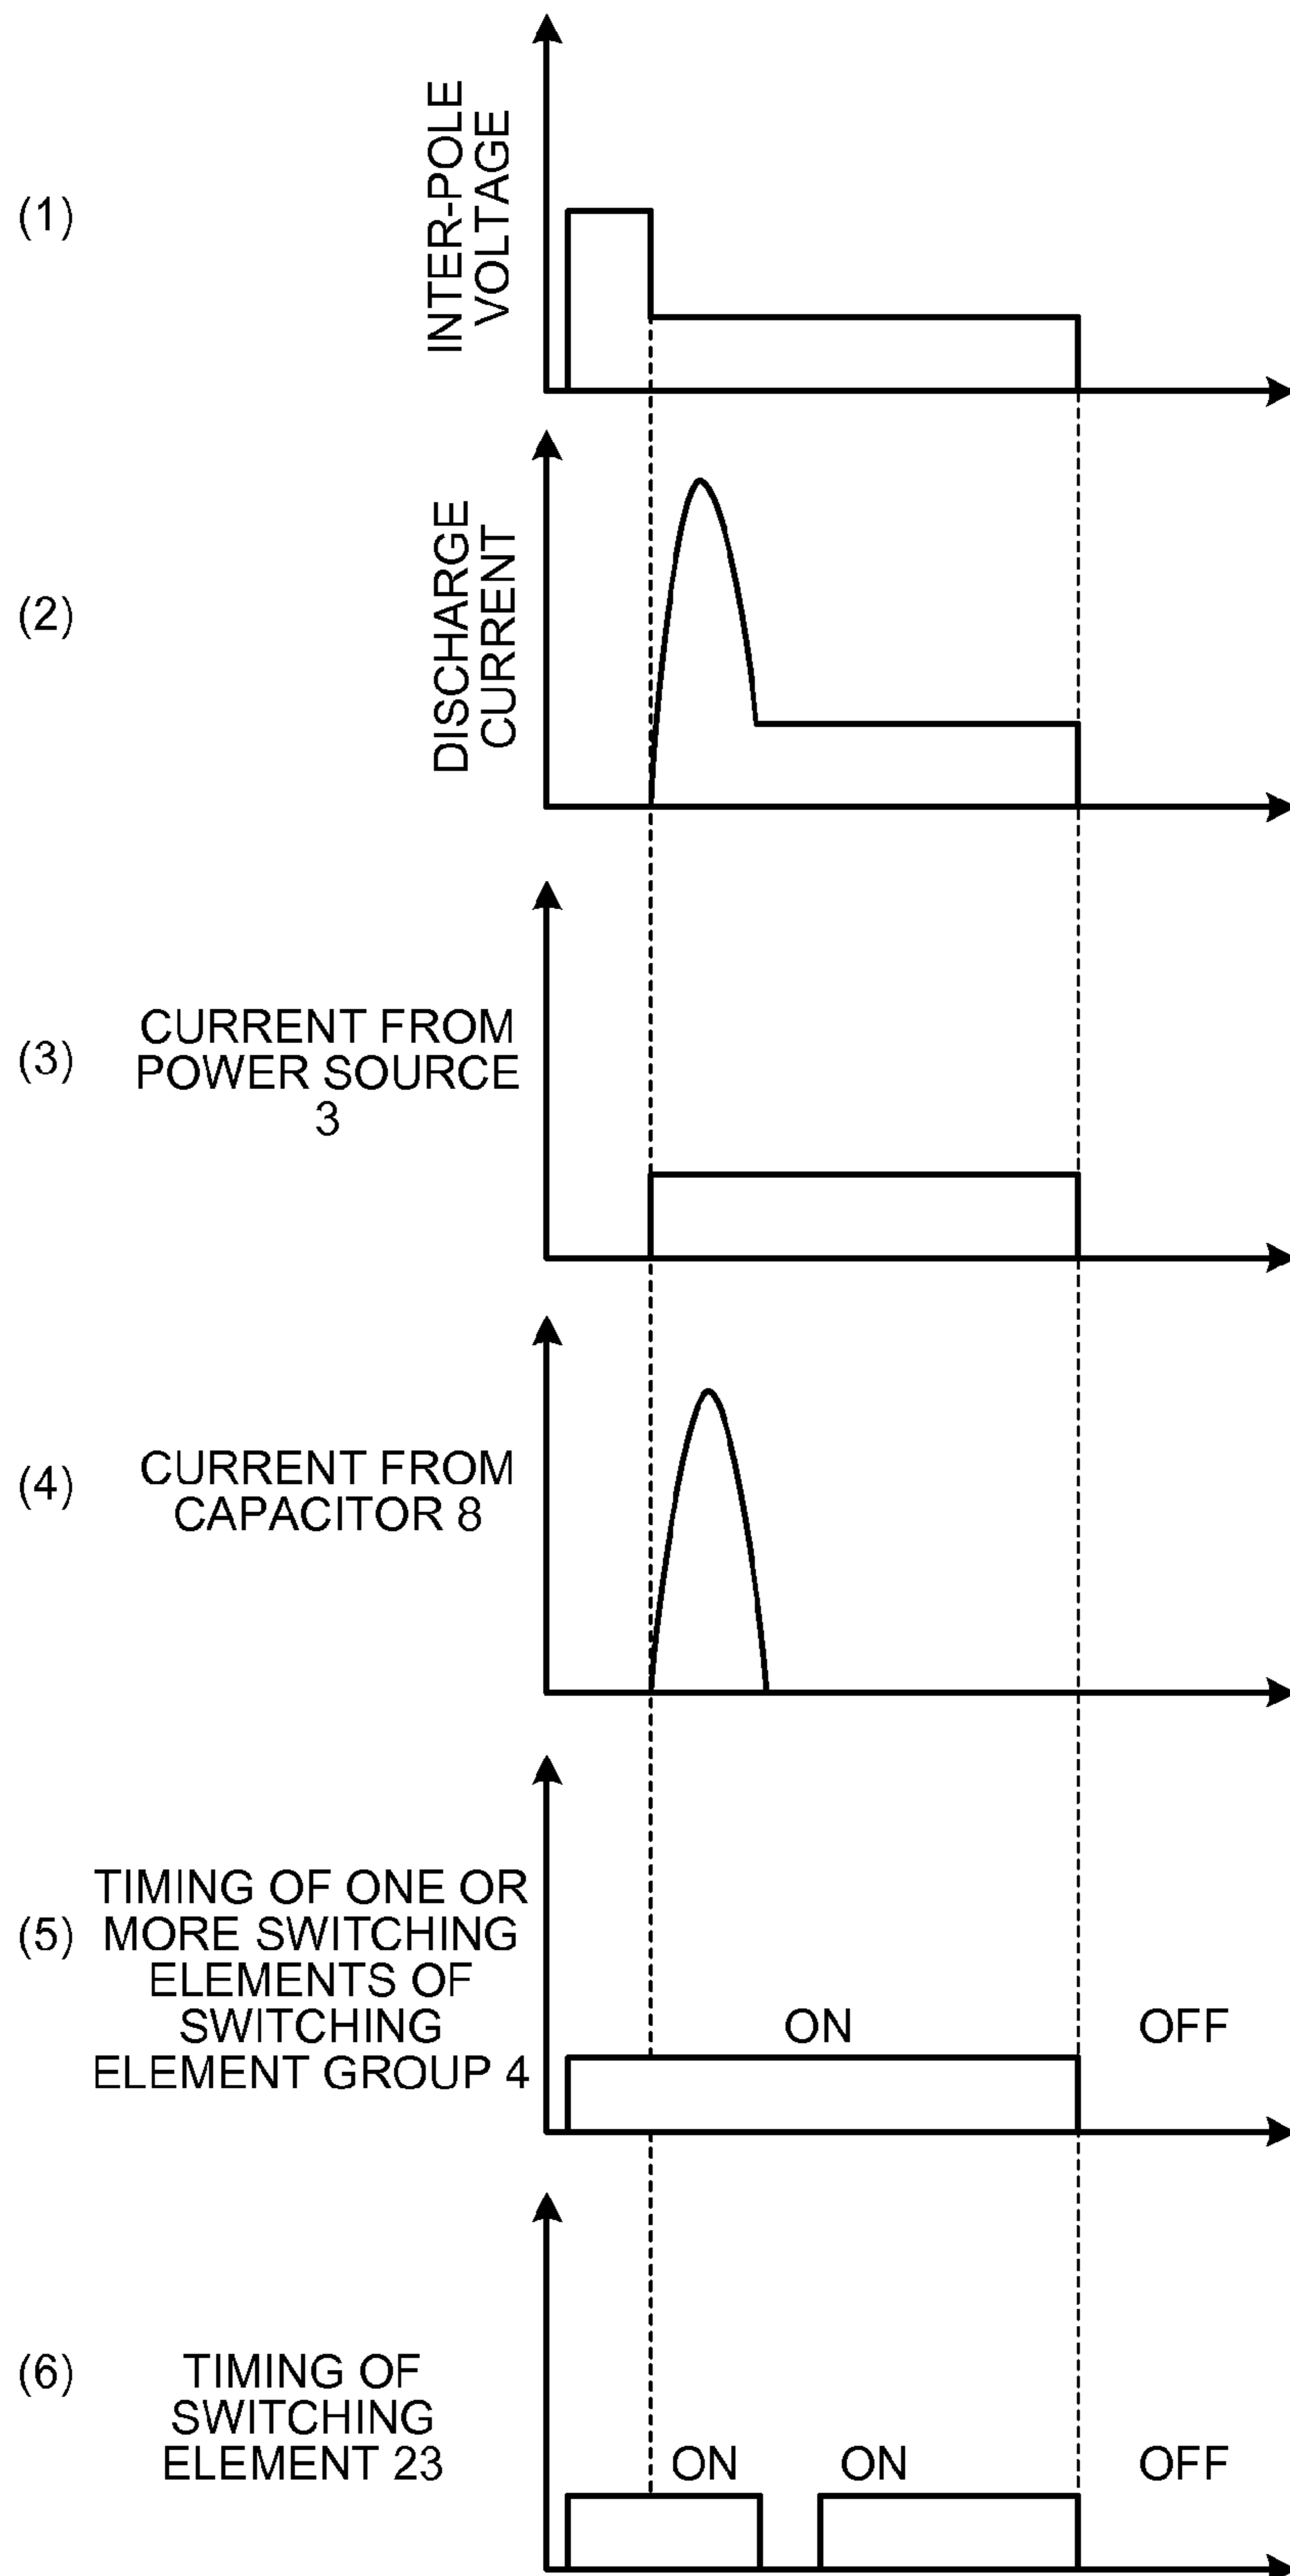 (1)
INTER-POLE
VOLTAGE
(2)
DISCHARGE
CURRENT
(3)
CURRENT FROM
POWER SOURCE
3
(4)
CURRENT FROM
CAPACITOR 8
(5)
TIMING OF ONE OR
MORE SWITCHING
ELEMENTS OF
SWITCHING
ELEMENT GROUP 4
ON
OFF
(6)
TIMING OF
SWITCHING
ELEMENT 23
ON
ON
OFF